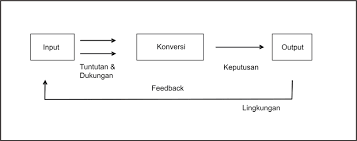 Input
Konversi
Output
Tuntutan &
Dukungan
Keputusan
Feedback
Lingkungan